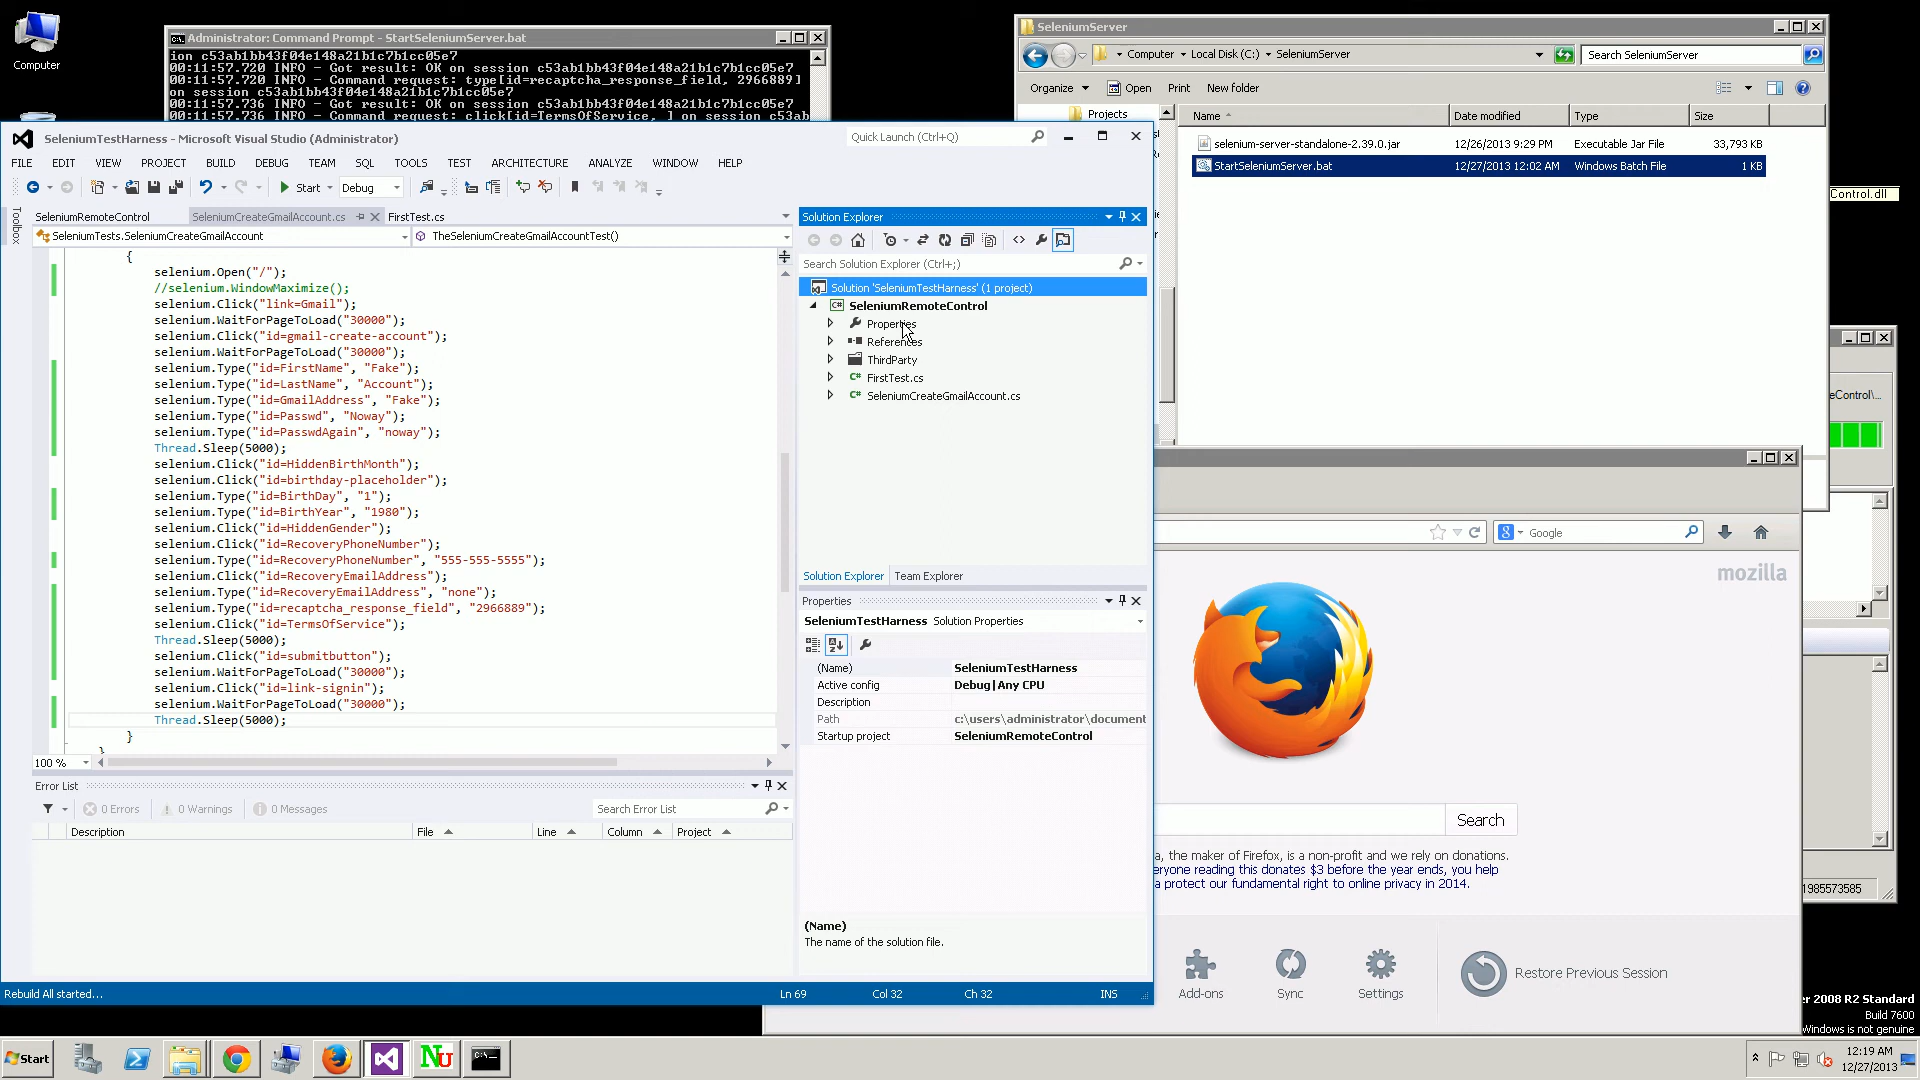 Computer
Administrator: Command Prompt - StartSeleniumServer.bat
ion c53ab1bb43f04e148a21b7c1b1cc05e7
00:11:57.720 INFO - Got result: OK on session c53ab1bb43f04e148a21b1c7b1cc05e7
00:11:57.720 INFO - Command request: type[id=recaptcha_response_field, 2966889]
on session c53ab1bb43f04e148a21b1c7b1cc05e7
00:11:57.736 INFO - Got result: OK on session c53ab1bb43f04e148a21b1c7b1cc05e7
00:11:57.736 INFO - Command request: click[id=TermsOfService, ] on session c53ab
SeleniumServer
Computer Local Disk (C:) SeleniumServer
Search SeleniumServer
Organize Open Print New folder
Projects
Name Date modified Type Size
selenium-server-standalone-2.39.0.jar 12/26/2013 9:29 PM Executable Jar File 33,793 KB
StartSeleniumServer.bat 12/27/2013 12:02 AM Windows Batch File 1 KB
Control.dll
SeleniumTestHarness - Microsoft Visual Studio (Administrator)
Quick Launch (Ctrl+Q)
FILE EDIT VIEW PROJECT BUILD DEBUG TEAM SQL TOOLS TEST ARCHITECTURE ANALYZE WINDOW HELP
Start Debug
Toolbox
SeleniumRemoteControl SeleniumCreateGmailAccount.cs FirstTest.cs
SeleniumTests.SeleniumCreateGmailAccount TheSeleniumCreateGmailAccountTest()
{
selenium.Open("/");
//selenium.WindowMaximize();
selenium.Click("link=Gmail");
selenium.WaitForPageToLoad("30000");
selenium.Click("id=gmail-create-account");
selenium.WaitForPageToLoad("30000");
selenium.Type("id=FirstName", "Fake");
selenium.Type("id=LastName", "Account");
selenium.Type("id=GmailAddress", "Fake");
selenium.Type("id=Passwd", "Noway");
selenium.Type("id=PasswdAgain", "noway");
Thread.Sleep(5000);
selenium.Click("id=HiddenBirthMonth");
selenium.Click("id=birthday-placeholder");
selenium.Type("id=BirthDay", "1");
selenium.Type("id=BirthYear", "1980");
selenium.Click("id=HiddenGender");
selenium.Click("id=RecoveryPhoneNumber");
selenium.Type("id=RecoveryPhoneNumber", "555-555-5555");
selenium.Click("id=RecoveryEmailAddress");
selenium.Type("id=RecoveryEmailAddress", "none");
selenium.Type("id=recaptcha_response_field", "2966889");
selenium.Click("id=TermsOfService");
Thread.Sleep(5000);
selenium.Click("id=submitbutton");
selenium.WaitForPageToLoad("30000");
selenium.Click("id=link-signin");
selenium.WaitForPageToLoad("30000");
Thread.Sleep(5000);
}
}
100 %
Error List
0 Errors 0 Warnings 0 Messages Search Error List
Description File Line Column Project
Rebuild All started... Ln 69 Col 32 Ch 32 INS
Solution Explorer
Search Solution Explorer (Ctrl+;)
Solution 'SeleniumTestHarness' (1 project)
SeleniumRemoteControl
Properties
References
ThirdParty
FirstTest.cs
SeleniumCreateGmailAccount.cs
Solution Explorer Team Explorer
Properties
SeleniumTestHarness Solution Properties
(Name) SeleniumTestHarness
Active config Debug|Any CPU
Description
Path c:\users\administrator\document
Startup project SeleniumRemoteControl
(Name)
The name of the solution file.
eControl\...
Google
mozilla
Search
a, the maker of Firefox, is a non-profit and we rely on donations.
eryone reading this donates $3 before the year ends, you help
a protect our fundamental right to online privacy in 2014.
Add-ons Sync Settings Restore Previous Session
1985573585
er 2008 R2 Standard
Build 7600
Windows is not genuine
Start
12:19 AM
12/27/2013